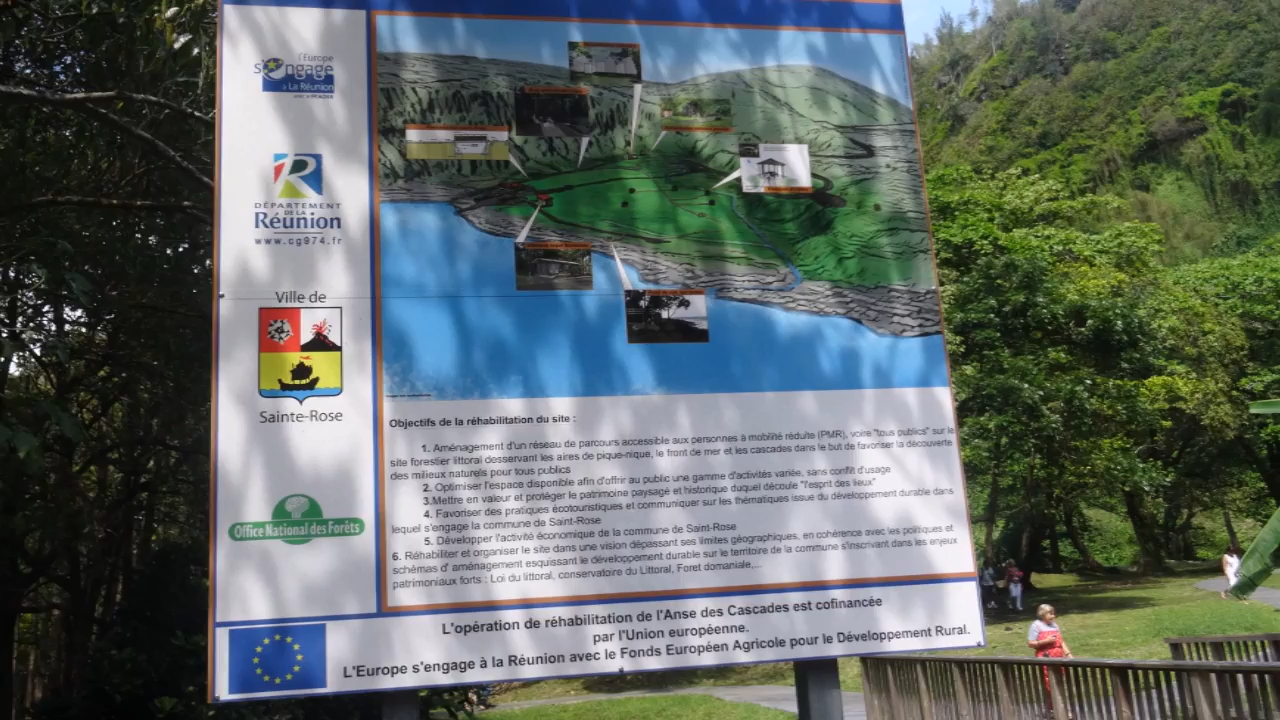 l'Europe
s'engage
à La Réunion
DÉPARTEMENT
DE LA
Réunion
www.cg974.fr
Ville de
Sainte-Rose
Office National des Forêts
Objectifs de la réhabilitation du site :
1. Aménagement d'un réseau de parcours accessible aux personnes à mobilité réduite (PMR), voire "tous publics" sur le
site forestier littoral desservant les aires de pique-nique, le front de mer et les cascades dans le but de favoriser la découverte
des milieux naturels pour tous publics
2. Optimiser l'espace disponible afin d'offrir au public une gamme d'activités variée, sans conflit d'usage
3.Mettre en valeur et protéger le patrimoine paysagé et historique duquel découle "l'esprit des lieux"
4. Favoriser des pratiques écotouristiques et communiquer sur les thématiques issue du développement durable dans
lequel s'engage la commune de Saint-Rose
5. Développer l'activité économique de la commune de Saint-Rose
6. Réhabiliter et organiser le site dans une vision dépassant ses limites géographiques, en cohérence avec les politiques et
schémas d' aménagement esquissant le développement durable sur le territoire de la commune s'inscrivant dans les enjeux
patrimoniaux forts : Loi du littoral, conservatoire du Littoral, Foret domaniale,...
L'opération de réhabilitation de l'Anse des Cascades est cofinancée
par l'Union européenne.
L'Europe s'engage à la Réunion avec le Fonds Européen Agricole pour le Développement Rural.